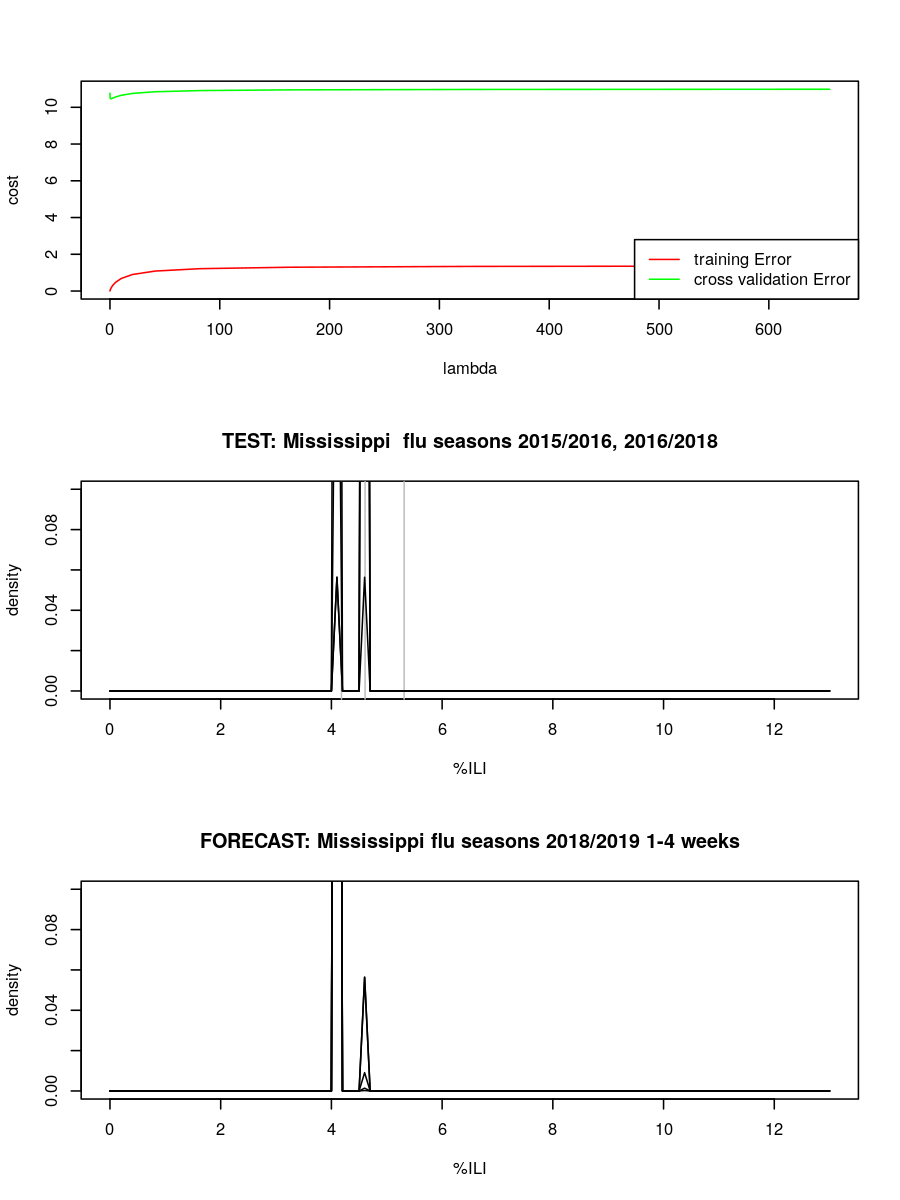 10
8
6
4
2
0
cost
training Error
cross validation Error
0 100 200 300 400 500 600
lambda
TEST: Mississippi  flu seasons 2015/2016, 2016/2018
0.08
0.04
0.00
density
0 2 4 6 8 10 12
%ILI
FORECAST: Mississippi flu seasons 2018/2019 1-4 weeks
0.08
0.04
0.00
density
0 2 4 6 8 10 12
%ILI